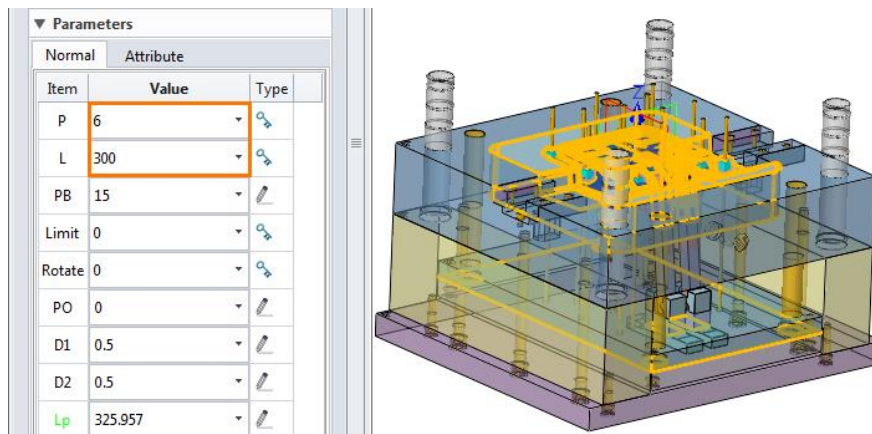 ▼ Parameters
Normal Attribute
Item Value Type
P 6
L 300
PB 15
Limit 0
Rotate 0
PO 0
D1 0.5
D2 0.5
Lp 325.957
Z